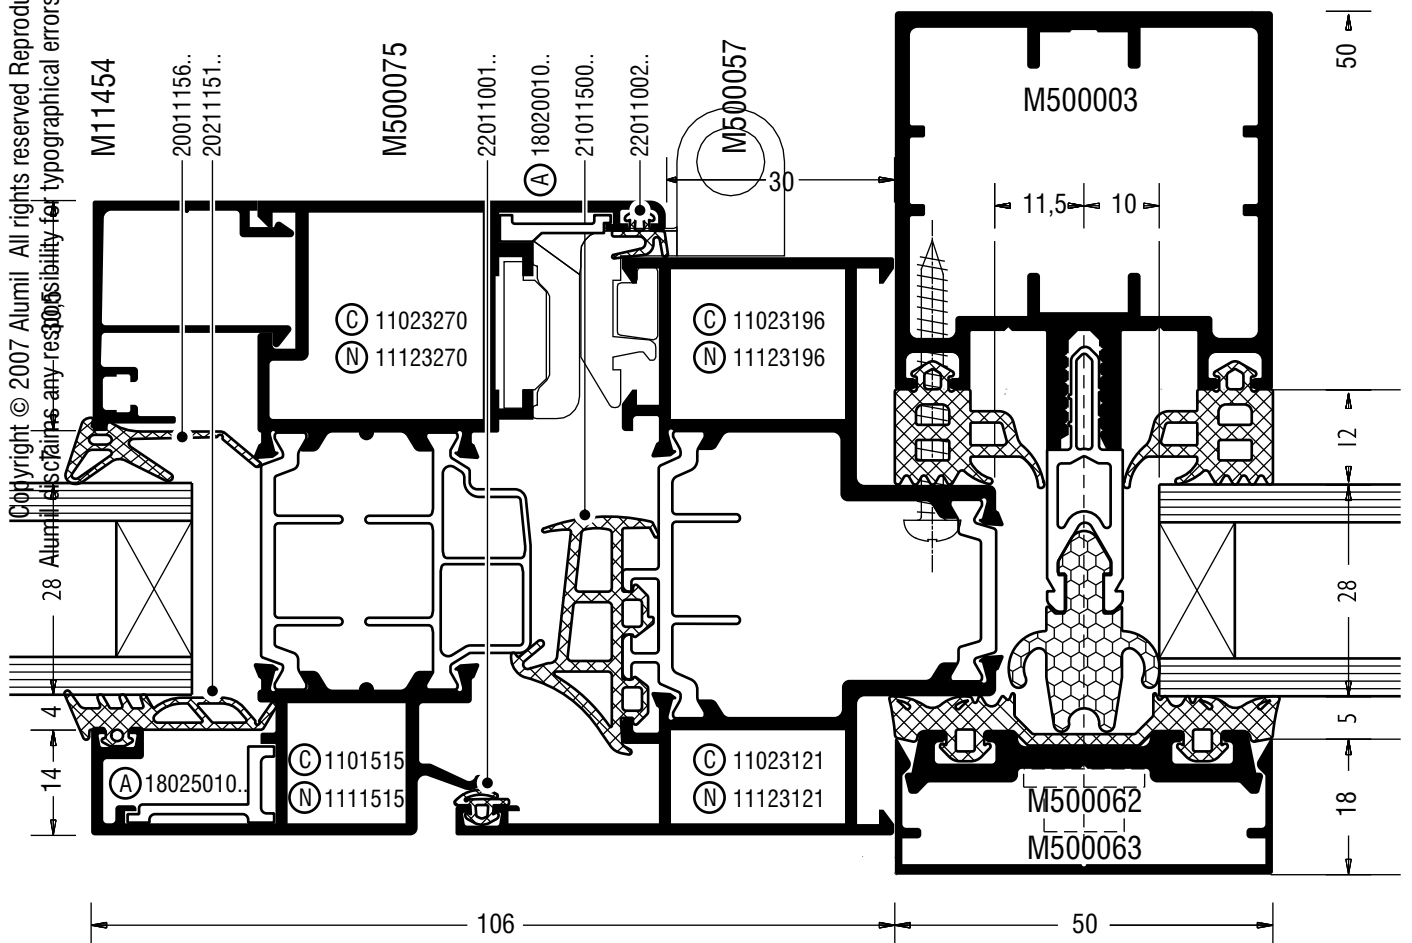 Copyright © 2007 Alumil All rights reserved Reprodu
Alumil disclaims any responsibility for typographical errors
M11454
20011156..
20211151..
M500075
22011001..
A 18020010..
21011500..
22011002..
M500057
M500003
50
30
11,5
10
C 11023270
N 11123270
C 11023196
N 11123196
12
28
28
4
5
14
18
A 18025010..
C 1101515
N 1111515
C 11023121
N 11123121
M500062
M500063
106
50